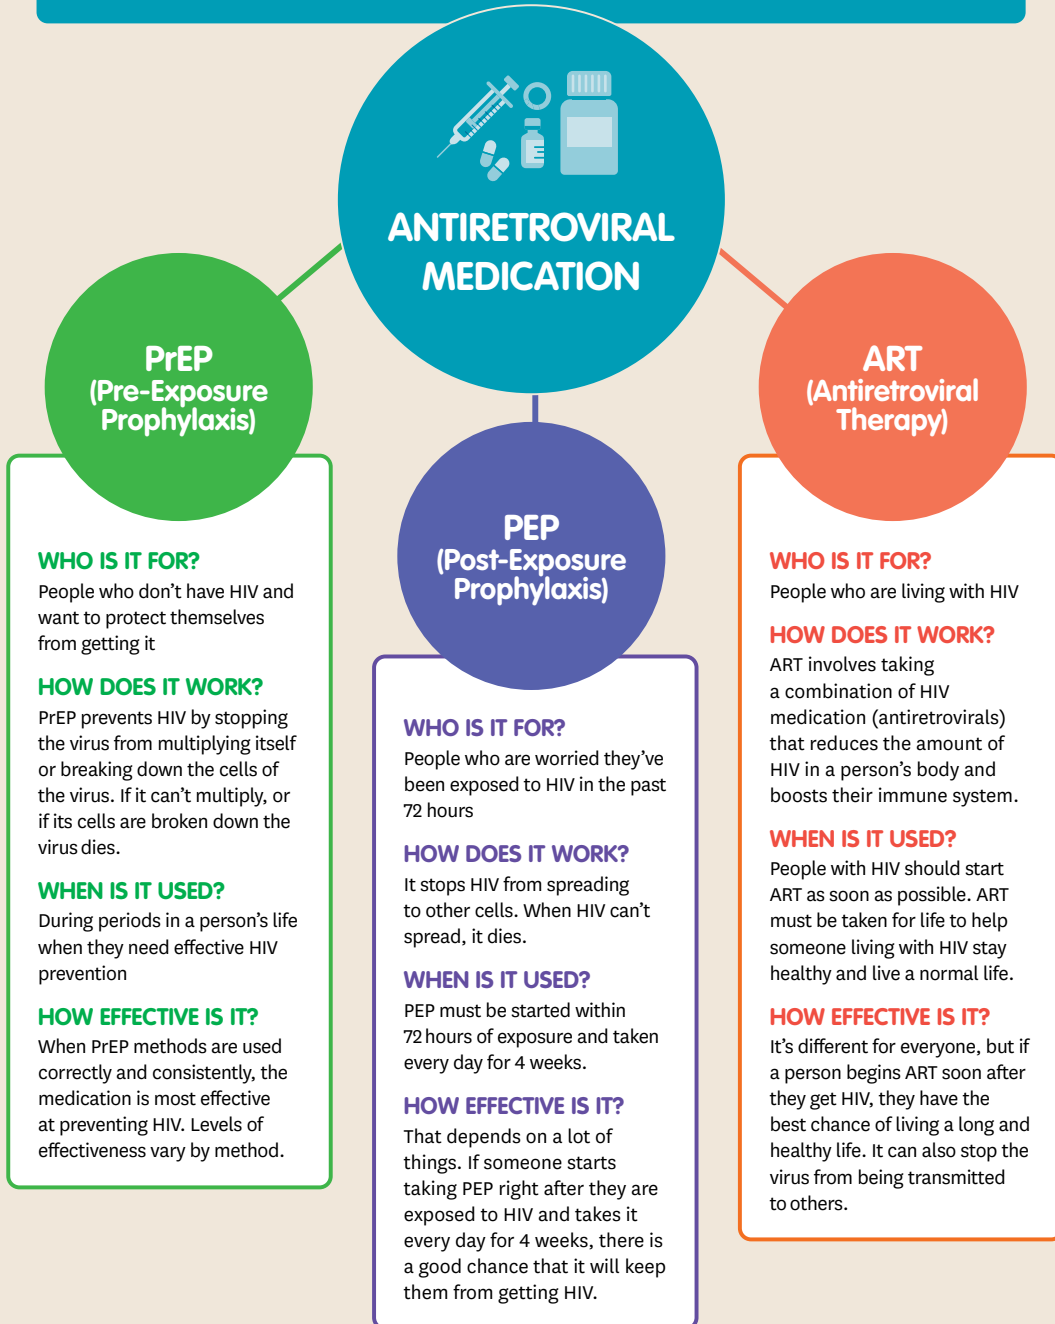 ANTIRETROVIRAL
MEDICATION
PrEP
(Pre-Exposure
Prophylaxis)
WHO IS IT FOR?
People who don’t have HIV and
want to protect themselves
from getting it
HOW DOES IT WORK?
PrEP prevents HIV by stopping
the virus from multiplying itself
or breaking down the cells of
the virus. If it can’t multiply, or
if its cells are broken down the
virus dies.
WHEN IS IT USED?
During periods in a person’s life
when they need effective HIV
prevention
HOW EFFECTIVE IS IT?
When PrEP methods are used
correctly and consistently, the
medication is most effective
at preventing HIV. Levels of
effectiveness vary by method.
PEP
(Post-Exposure
Prophylaxis)
WHO IS IT FOR?
People who are worried they’ve
been exposed to HIV in the past
72 hours
HOW DOES IT WORK?
It stops HIV from spreading
to other cells. When HIV can’t
spread, it dies.
WHEN IS IT USED?
PEP must be started within
72 hours of exposure and taken
every day for 4 weeks.
HOW EFFECTIVE IS IT?
That depends on a lot of
things. If someone starts
taking PEP right after they are
exposed to HIV and takes it
every day for 4 weeks, there is
a good chance that it will keep
them from getting HIV.
ART
(Antiretroviral
Therapy)
WHO IS IT FOR?
People who are living with HIV
HOW DOES IT WORK?
ART involves taking
a combination of HIV
medication (antiretrovirals)
that reduces the amount of
HIV in a person’s body and
boosts their immune system.
WHEN IS IT USED?
People with HIV should start
ART as soon as possible. ART
must be taken for life to help
someone living with HIV stay
healthy and live a normal life.
HOW EFFECTIVE IS IT?
It’s different for everyone, but if
a person begins ART soon after
they get HIV, they have the
best chance of living a long and
healthy life. It can also stop the
virus from being transmitted
to others.